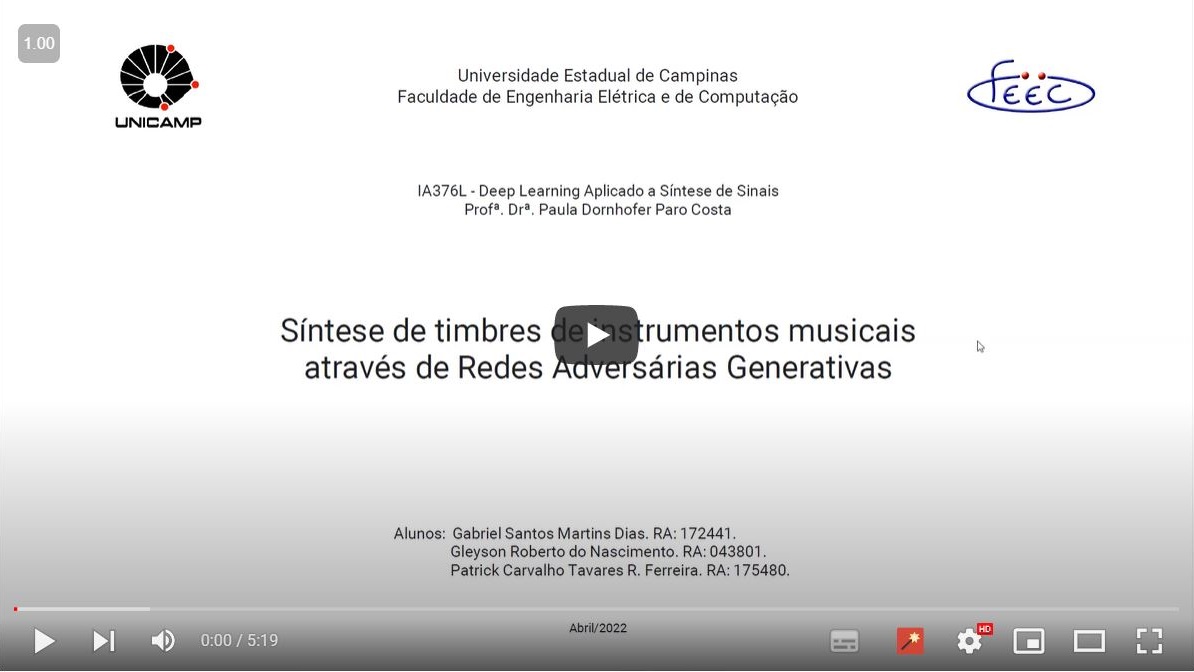 1.00
UNICAMP
Universidade Estadual de Campinas
Faculdade de Engenharia Elétrica e de Computação
FEEC
IA376L - Deep Learning Aplicado a Síntese de Sinais
Profª. Drª. Paula Dornhofer Paro Costa
Síntese de timbres de instrumentos musicais
através de Redes Adversárias Generativas
Alunos: Gabriel Santos Martins Dias. RA: 172441.
Gleyson Roberto do Nascimento. RA: 043801.
Patrick Carvalho Tavares R. Ferreira. RA: 175480.
Abril/2022
0:00 / 5:19
HD